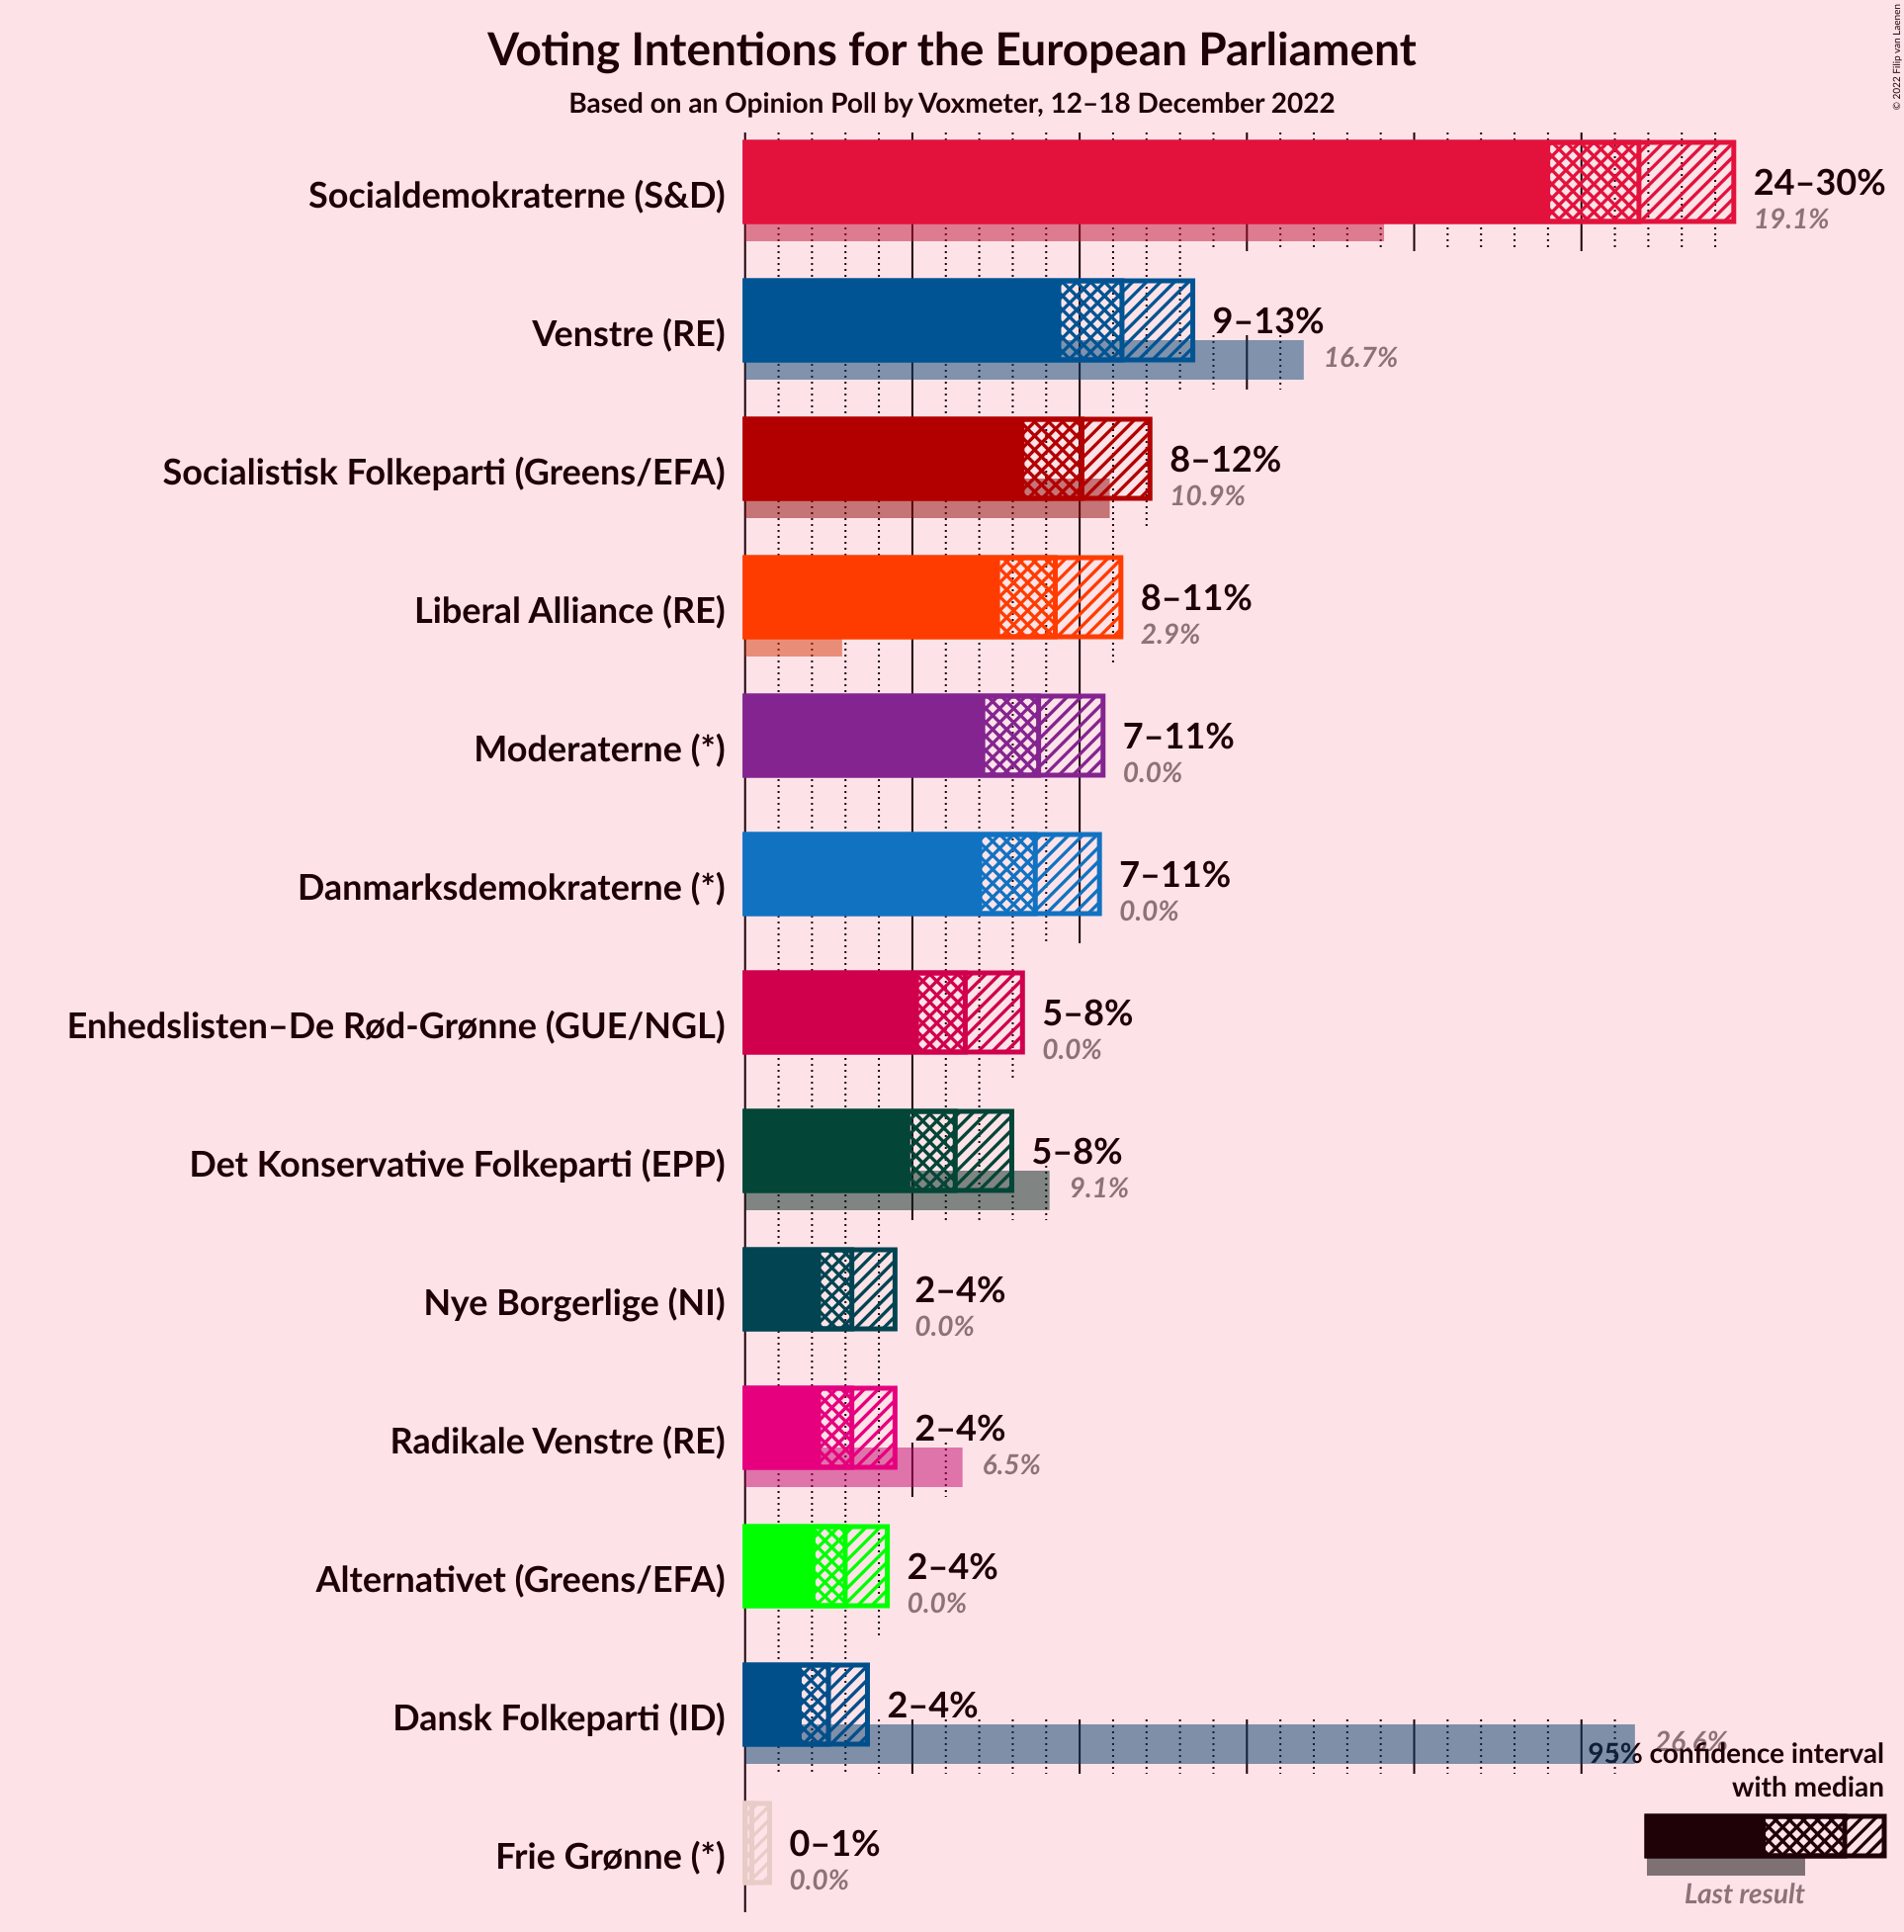 © 2022 Filip van Laenen
Voting Intentions for the European Parliament
Based on an Opinion Poll by Voxmeter, 12–18 December 2022
Socialdemokraterne (S&D)
24–30%
19.1%
Venstre (RE)
9–13%
16.7%
Socialistisk Folkeparti (Greens/EFA)
8–12%
10.9%
Liberal Alliance (RE)
8–11%
2.9%
Moderaterne (*)
7–11%
0.0%
Danmarksdemokraterne (*)
7–11%
0.0%
Enhedslisten–De Rød-Grønne (GUE/NGL)
5–8%
0.0%
Det Konservative Folkeparti (EPP)
5–8%
9.1%
Nye Borgerlige (NI)
2–4%
0.0%
Radikale Venstre (RE)
2–4%
6.5%
Alternativet (Greens/EFA)
2–4%
0.0%
Dansk Folkeparti (ID)
2–4%
26.6%
Frie Grønne (*)
0–1%
0.0%
95% confidence interval
with median
Last result